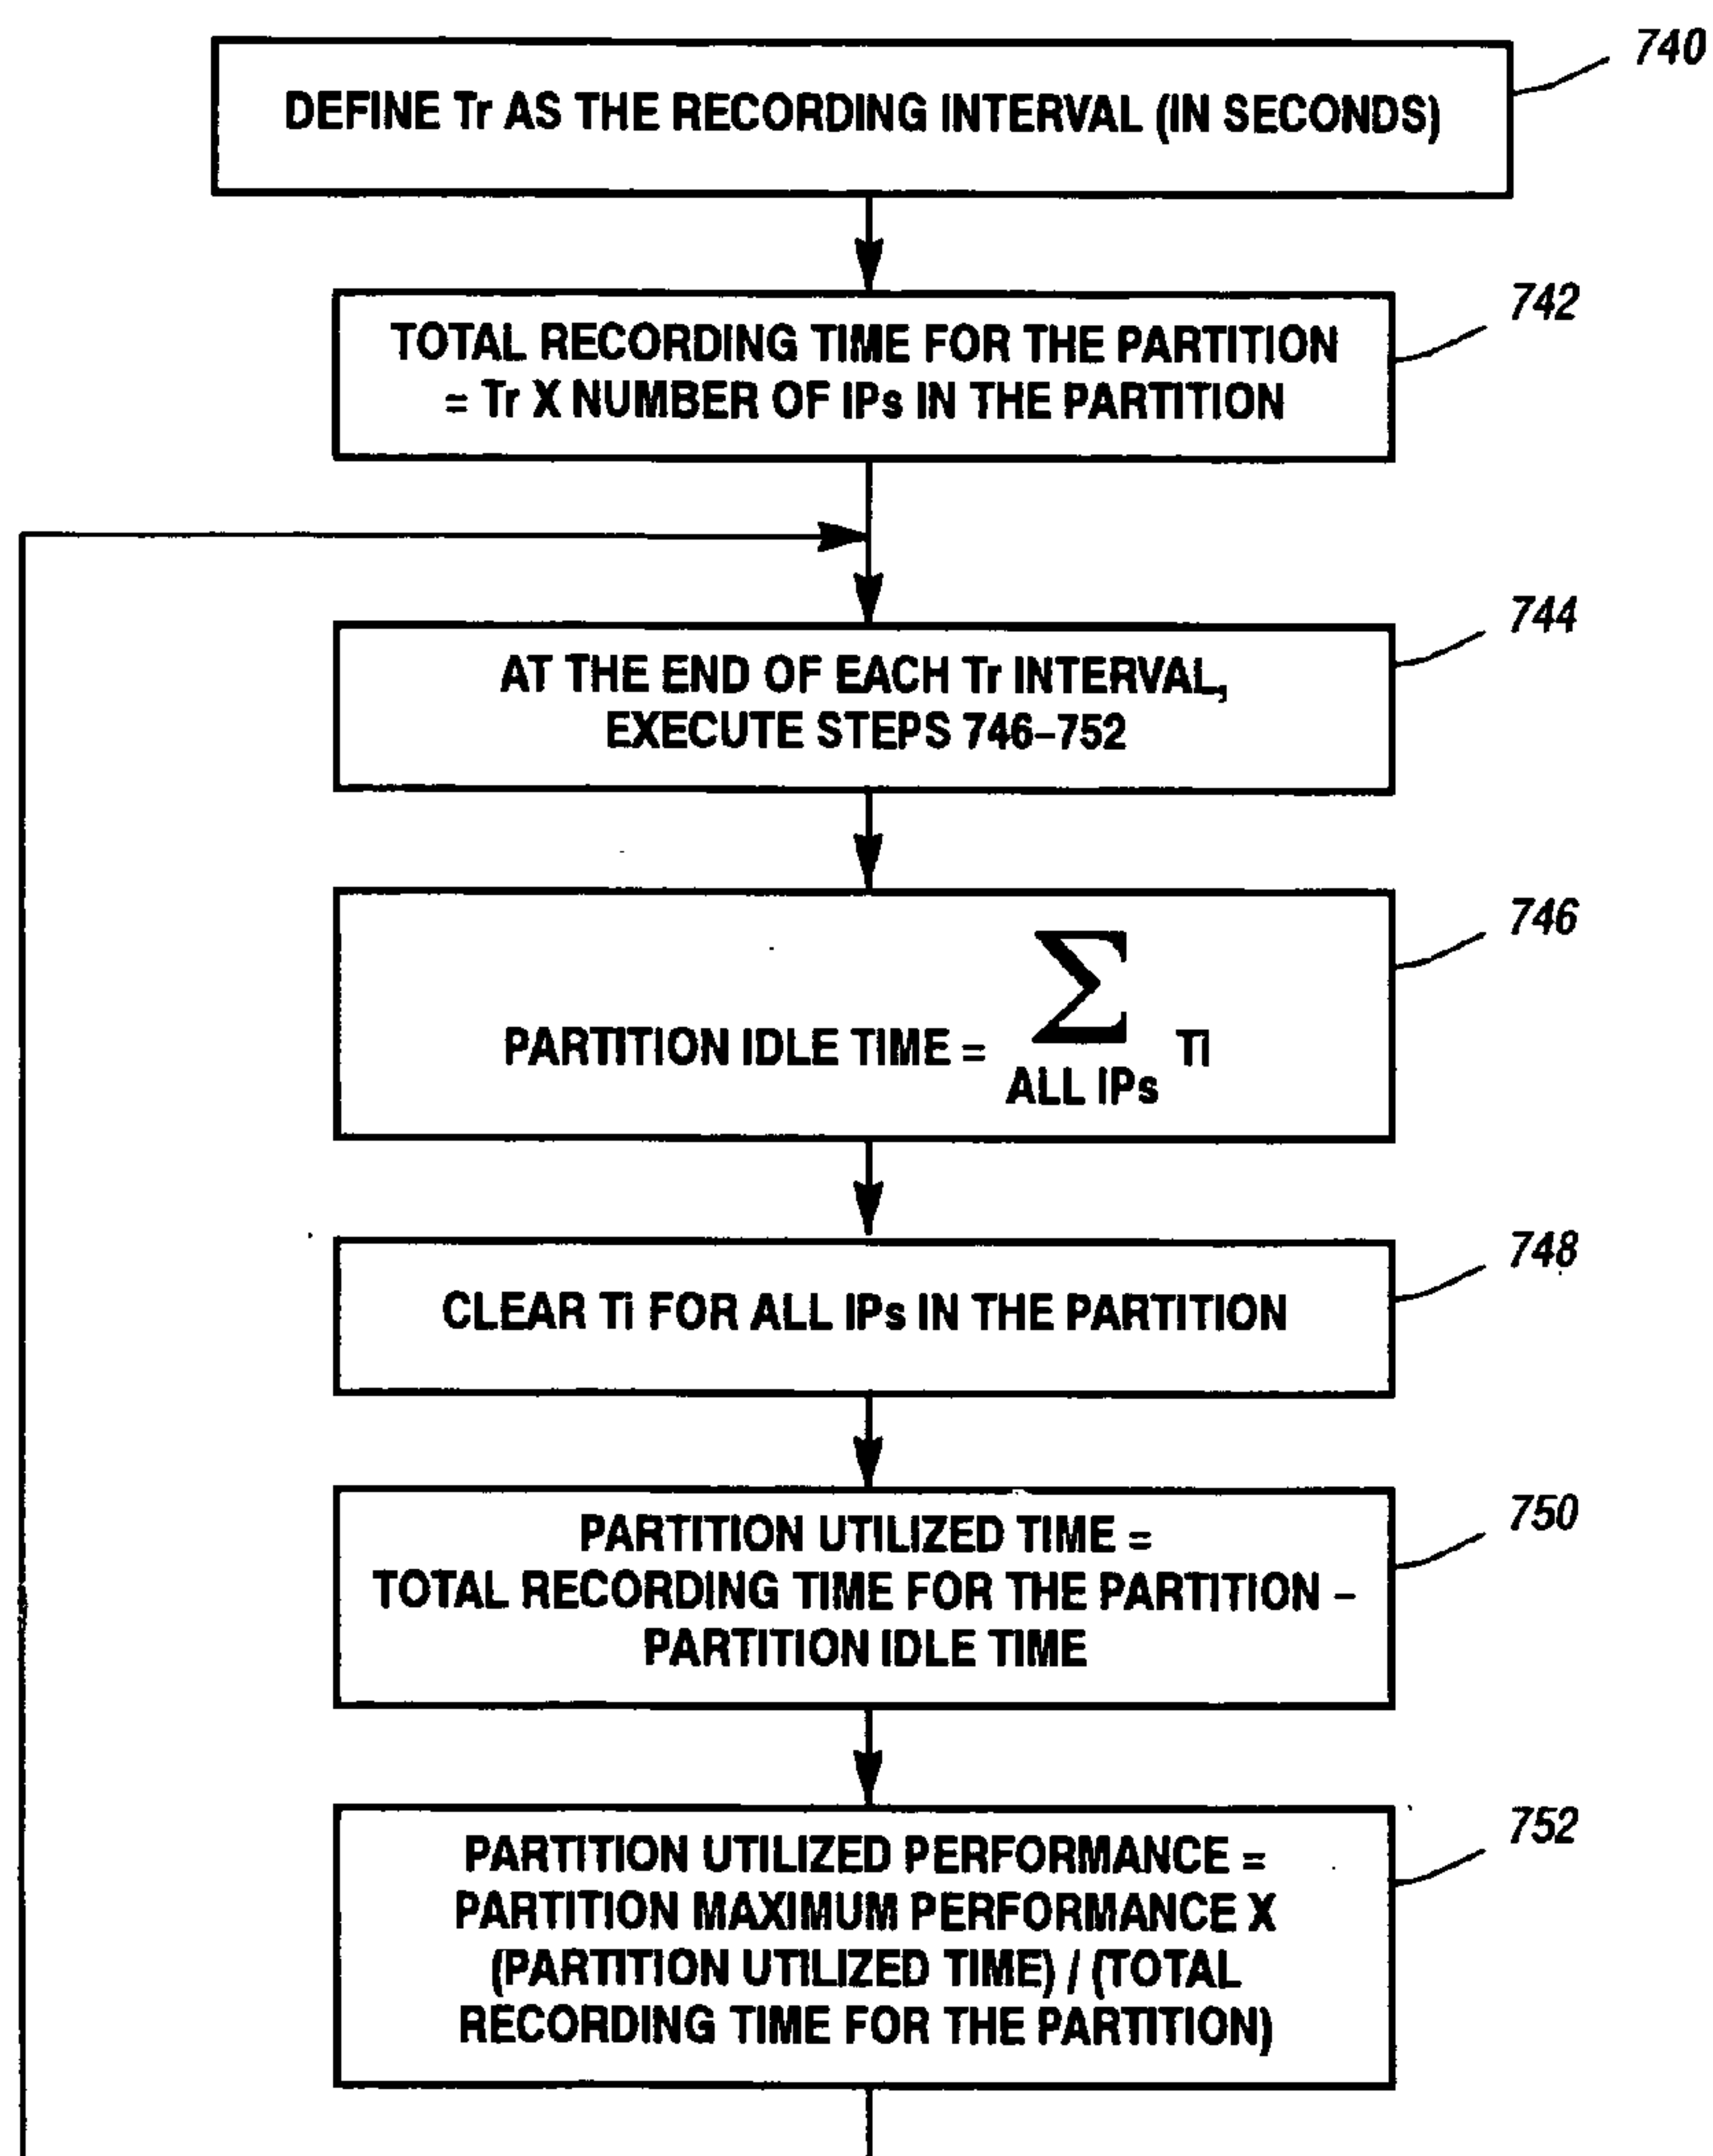 740
DEFINE Tr AS THE RECORDING INTERVAL (IN SECONDS)
742
TOTAL RECORDING TIME FOR THE PARTITION
= Tr X NUMBER OF IPs IN THE PARTITION
744
AT THE END OF EACH Tr INTERVAL,
EXECUTE STEPS 746–752
746
PARTITION IDLE TIME = Σ Ti
ALL IPs
748
CLEAR Ti FOR ALL IPs IN THE PARTITION
750
PARTITION UTILIZED TIME =
TOTAL RECORDING TIME FOR THE PARTITION –
PARTITION IDLE TIME
752
PARTITION UTILIZED PERFORMANCE =
PARTITION MAXIMUM PERFORMANCE X
(PARTITION UTILIZED TIME) / (TOTAL
RECORDING TIME FOR THE PARTITION)